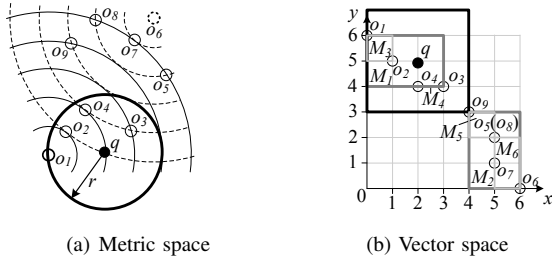 o8
o6
o7
o9
o5
o4
o2
o3
q
o1
r
(a) Metric space
y
6
o1
5
M3
q
o2
4
M1
o4
o3
M4
3
o9
M5
o5(o8)
2
M6
1
M2
o7
o6
0
0 1 2 3 4 5 6 x
(b) Vector space